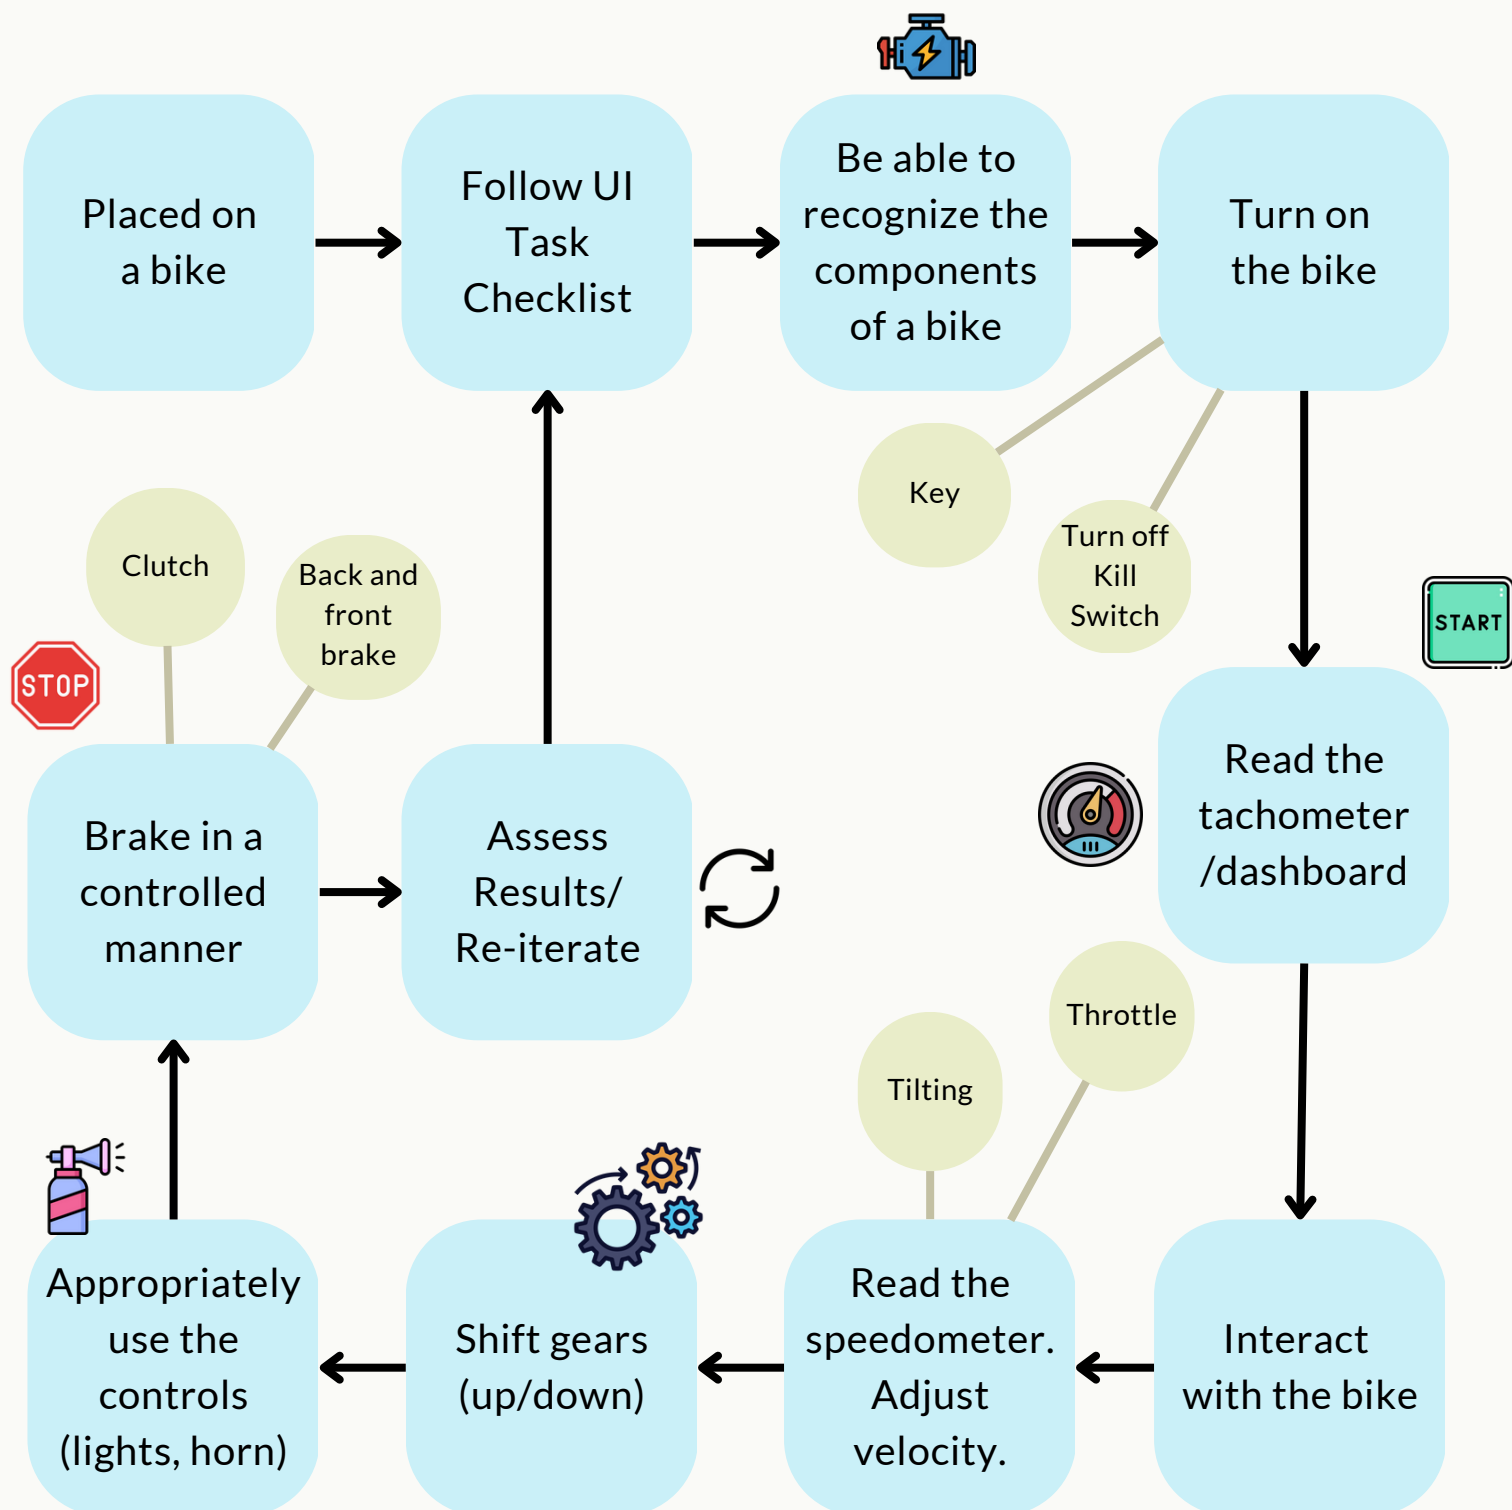 Placed on
a bike
Follow UI
Task
Checklist
Be able to
recognize the
components
of a bike
Turn on
the bike
Key
Turn off
Kill
Switch
START
Read the
tachometer
/dashboard
Throttle
Tilting
Interact
with the bike
Read the
speedometer.
Adjust
velocity.
Shift gears
(up/down)
Appropriately
use the
controls
(lights, horn)
Clutch
Back and
front
brake
STOP
Brake in a
controlled
manner
Assess
Results/
Re-iterate